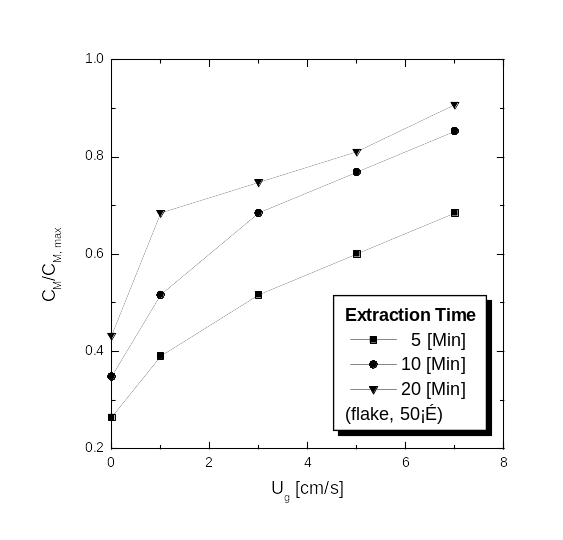 1.0
0.8
0.6
0.4
0.2
C_M/C_M, max
0 2 4 6 8
U_g [cm/s]
Extraction Time
5 [Min]
10 [Min]
20 [Min]
(flake, 50¡É)